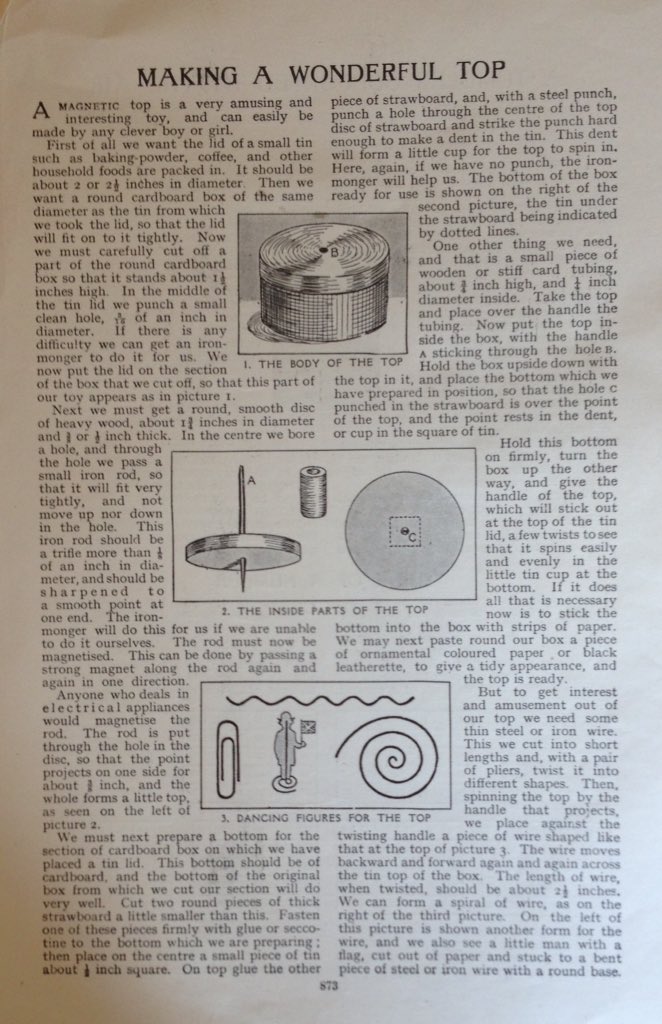 MAKING A WONDERFUL TOP
A MAGNETIC top is a very amusing and
interesting toy, and can easily be
made by any clever boy or girl.
First of all we want the lid of a small tin
such as baking-powder, coffee, and other
household foods are packed in. It should be
about 2 or 2½ inches in diameter. Then we
want a round cardboard box of the same
diameter as the tin from which
we took the lid, so that the lid
will fit on to it tightly. Now
we must carefully cut off a
part of the round cardboard
box so that it stands about 1½
inches high. In the middle of
the tin lid we punch a small
clean hole, of an inch in
diameter. If there is any
difficulty we can get an iron-
monger to do it for us. We
now put the lid on the section
of the box that we cut off, so that this part of
our toy appears as in picture 1.
Next we must get a round, smooth disc
of heavy wood, about 1¾ inches in diameter
and or ½ inch thick. In the centre we bore
a hole, and through
the hole we pass a
small iron rod, so
that it will fit very
tightly, and not
move up nor down
in the hole. This
iron rod should be
a trifle more than
of an inch in dia-
meter, and should be
sharpened to
a smooth point at
one end. The iron-
monger will do this for us if we are unable
to do it ourselves. The rod must now be
magnetised. This can be done by passing a
strong magnet along the rod again and
again in one direction.
Anyone who deals in
electrical appliances
would magnetise the
rod. The rod is put
through the hole in the
disc, so that the point
projects on one side for
about inch, and the
whole forms a little top,
as seen on the left of
picture 2.
We must next prepare a bottom for the
section of cardboard box on which we have
placed a tin lid. This bottom should be of
cardboard, and the bottom of the original
box from which we cut our section will do
very well. Cut two round pieces of thick
strawboard a little smaller than this. Fasten
one of these pieces firmly with glue or secco-
tine to the bottom which we are preparing;
then place on the centre a small piece of tin
about inch square. On top glue the other
piece of strawboard, and, with a steel punch,
punch a hole through the centre of the top
disc of strawboard and strike the punch hard
enough to make a dent in the tin. This dent
will form a little cup for the top to spin in.
Here, again, if we have no punch, the iron-
monger will help us. The bottom of the box
ready for use is shown on the right of the
second picture, the tin under
the strawboard being indicated
by dotted lines.
One other thing we need,
and that is a small piece of
wooden or stiff card tubing,
about ¾ inch high, and ¼ inch
diameter inside. Take the top
and place over the handle the
tubing. Now put the top in-
side the box, with the handle
A sticking through the hole B.
Hold the box upside down with
the top in it, and place the bottom which we
have prepared in position, so that the hole C
punched in the strawboard is over the point
of the top, and the point rests in the dent,
or cup in the square of tin.
Hold this bottom
on firmly, turn the
box up the other
way, and give the
handle of the top,
which will stick out
at the top of the tin
lid, a few twists to see
that it spins easily
and evenly in the
little tin cup at the
bottom. If it does
all that is necessary
now is to stick the
bottom into the box with strips of paper.
We may next paste round our box a piece
of ornamental coloured paper or black
leatherette, to give a tidy appearance, and
the top is ready.
But to get interest
and amusement out of
our top we need some
thin steel or iron wire.
This we cut into short
lengths and, with a pair
of pliers, twist it into
different shapes. Then,
spinning the top by the
handle that projects,
we place against the
twisting handle a piece of wire shaped like
that at the top of picture 3. The wire moves
backward and forward again and again across
the tin top of the box. The length of wire,
when twisted, should be about 2½ inches.
We can form a spiral of wire, as on the
right of the third picture. On the left of
this picture is shown another form for the
wire, and we also see a little man with a
flag, cut out of paper and stuck to a bent
piece of steel or iron wire with a round base.
B
1. THE BODY OF THE TOP
A
C
2. THE INSIDE PARTS OF THE TOP
3. DANCING FIGURES FOR THE TOP
873